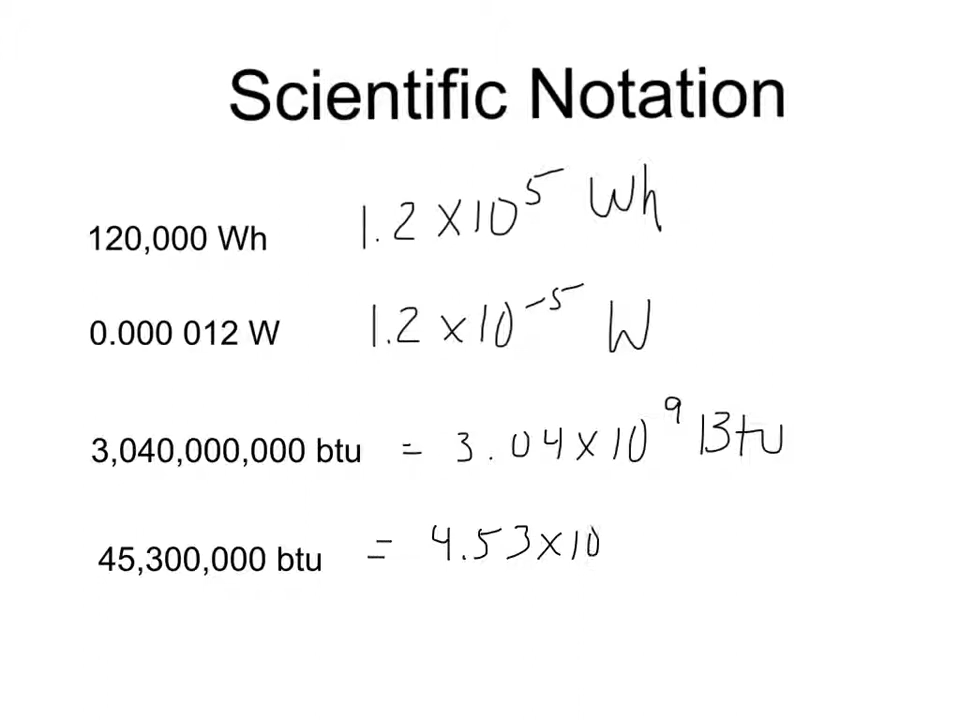 Scientific Notation
120,000 Wh 1.2 x 10⁵ Wh
0.000 012 W 1.2 x 10⁻⁵ W
3,040,000,000 btu = 3.04 x 10⁹ Btu
45,300,000 btu = 4.53 x 10